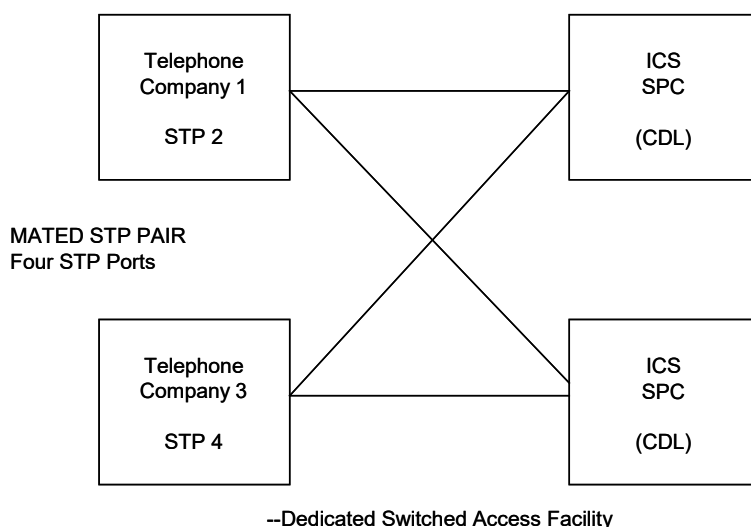 Telephone
Company 1
STP 2
ICS
SPC
(CDL)
MATED STP PAIR
Four STP Ports
Telephone
Company 3
STP 4
ICS
SPC
(CDL)
--Dedicated Switched Access Facility